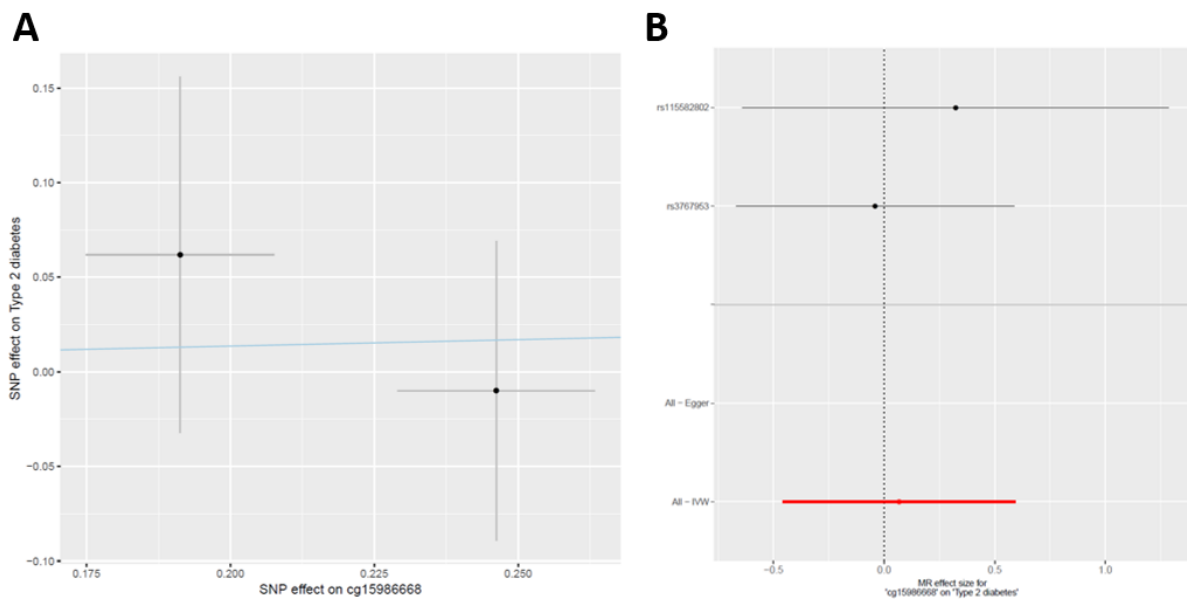 A
B
0.15
0.10
0.05
0.00
−0.05
−0.10
SNP effect on Type 2 diabetes
0.175
0.200
0.225
0.250
SNP effect on cg15986668
rs115582802
rs3767953
All − Egger
All − IVW
−0.5
0.0
0.5
1.0
MR effect size for
'cg15986668' on 'Type 2 diabetes'